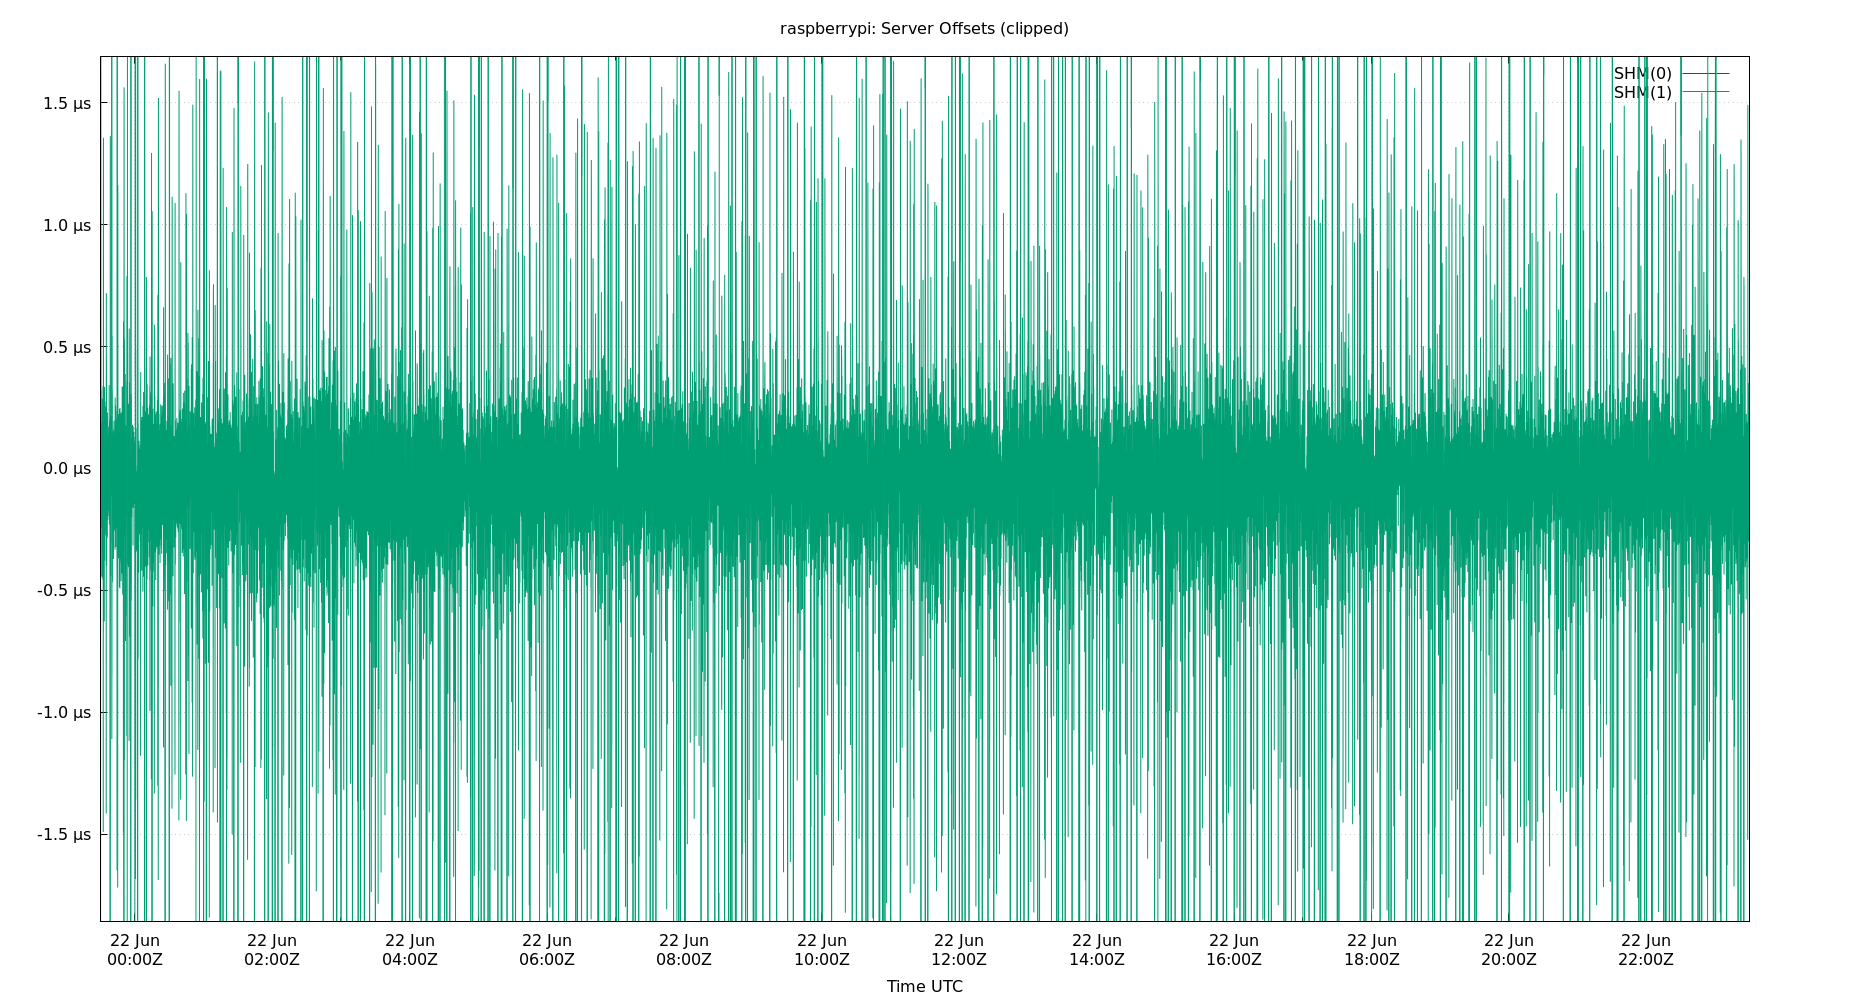 raspberrypi: Server Offsets (clipped)
SHM(0)
SHM(1)
1.5 µs
1.0 µs
0.5 µs
0.0 µs
-0.5 µs
-1.0 µs
-1.5 µs
22 Jun 22 Jun 22 Jun 22 Jun 22 Jun 22 Jun 22 Jun 22 Jun 22 Jun 22 Jun 22 Jun 22 Jun
00:00Z 02:00Z 04:00Z 06:00Z 08:00Z 10:00Z 12:00Z 14:00Z 16:00Z 18:00Z 20:00Z 22:00Z
Time UTC